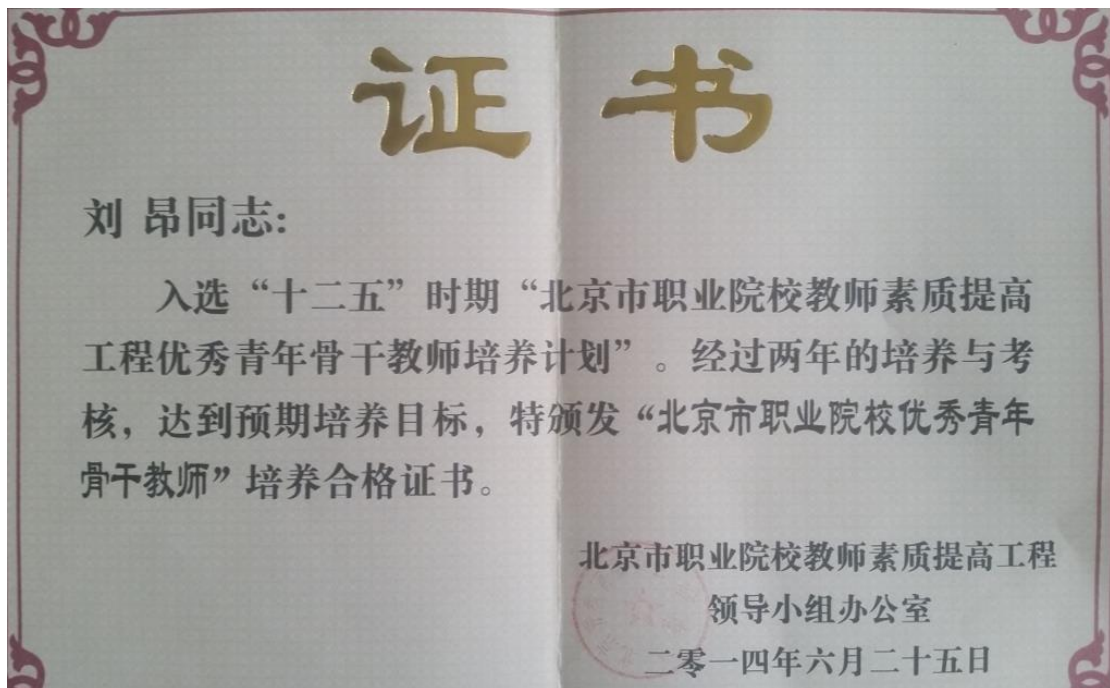 证书
刘 昂同志:
入选“十二五”时期“北京市职业院校教师素质提高
工程优秀青年骨干教师培养计划”。经过两年的培养与考
核，达到预期培养目标，特颁发“北京市职业院校优秀青年
骨干教师”培养合格证书。
北京市职业院校教师素质提高工程
领导小组办公室
二零一四年六月二十五日